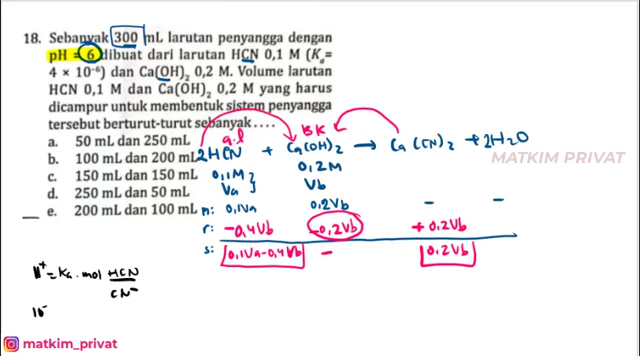 18. Sebanyak 300 mL larutan penyangga dengan
pH = 6 dibuat dari larutan HCN 0,1 M (Kₐ=
4 × 10⁻⁶) dan Ca(OH)₂ 0,2 M. Volume larutan
HCN 0,1 M dan Ca(OH)₂ 0,2 M yang harus
dicampur untuk membentuk sistem penyangga
tersebut berturut-turut sebanyak . . . .
a. 50 mL dan 250 mL
b. 100 mL dan 200 mL
c. 150 mL dan 150 mL
d. 250 mL dan 50 mL
e. 200 mL dan 100 mL
a.l BK
2HCN + Ca(OH)₂ → Ca(CN)₂ + 2H₂O
MATKIM PRIVAT
0,1M 0,2M
Va Vb
n: 0,1Va 0,2Vb - -
r: -0,4Vb -0,2Vb +0,2Vb
s: 0,1Va-0,4Vb - 0,2Vb
H⁺ = Ka . mol HCN
CN⁻
10⁻
matkim_privat